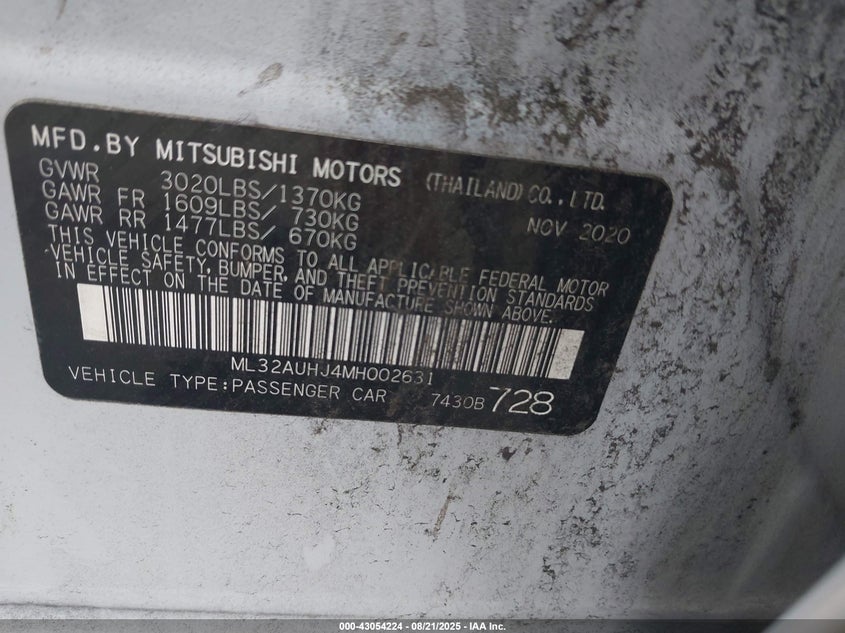 MFD.BY MITSUBISHI MOTORS (THAILAND) CO.,LTD.
GVWR 3020LBS/1370KG
GAWR FR 1609LBS/ 730KG NOV 2020
GAWR RR 1477LBS/ 670KG
THIS VEHICLE CONFORMS TO ALL APPLICABLE FEDERAL MOTOR
VEHICLE SAFETY, BUMPER, AND THEFT PREVENTION STANDARDS
IN EFFECT ON THE DATE OF MANUFACTURE SHOWN ABOVE.
ML32AUHJ4MH002631
VEHICLE TYPE:PASSENGER CAR 7430B 728
000-43054224 - 08/21/2025 - IAA Inc.